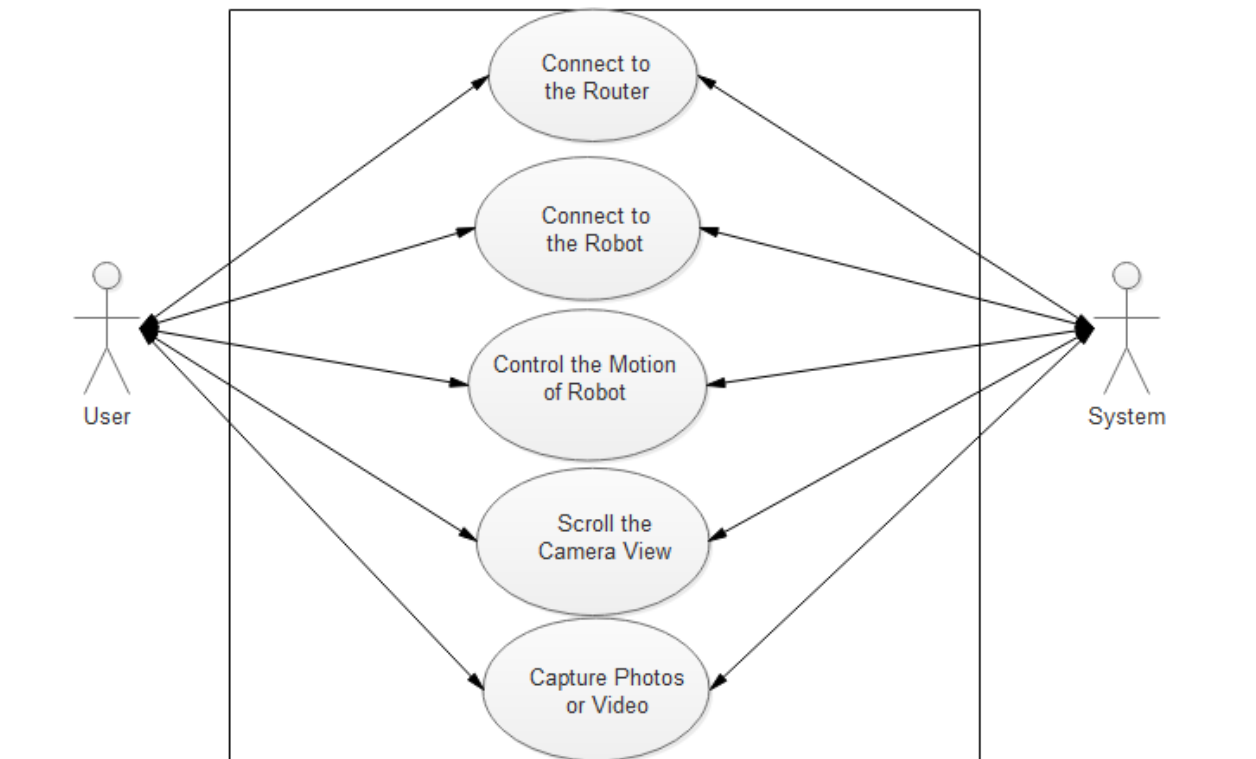 Connect to
the Router
Connect to
the Robot
Control the Motion
of Robot
User
System
Scroll the
Camera View
Capture Photos
or Video